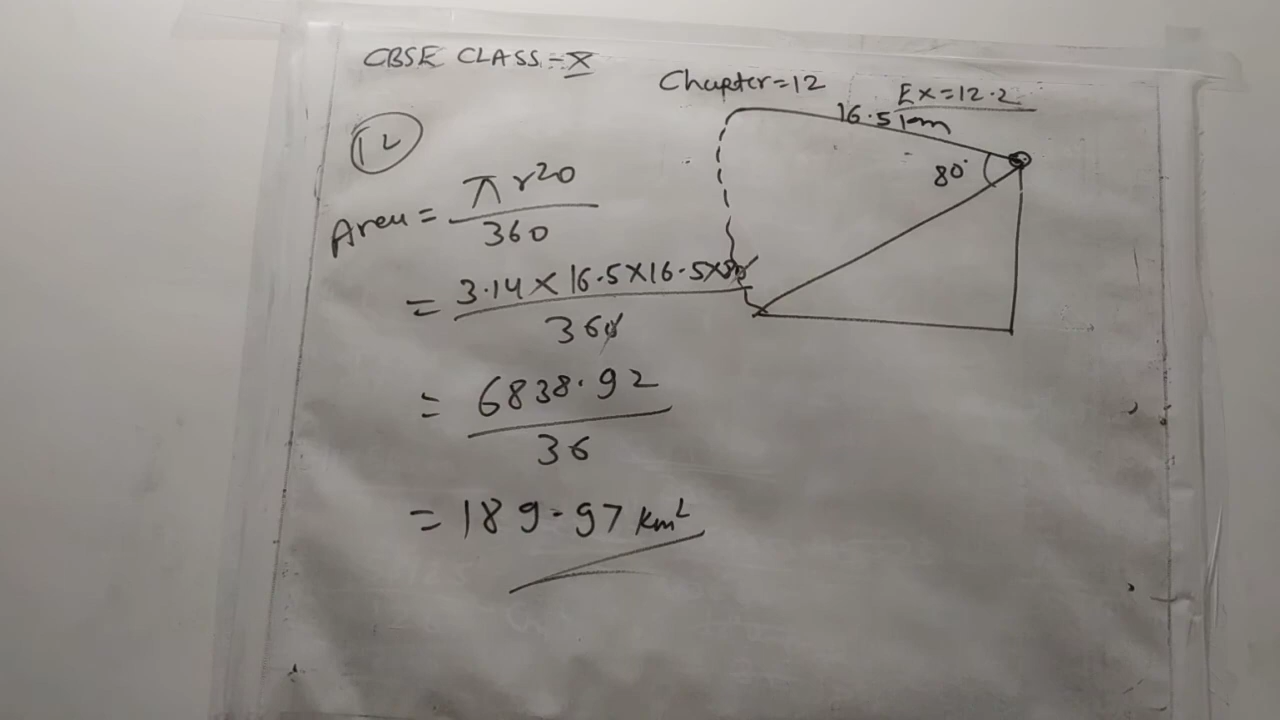 CBSE CLASS-X
Chapter=12
Ex=12.2
12
16.5 km
80°
Area = πr²θ
360
= 3.14 × 16.5×16.5×80
360
= 6838.92
36
= 189.97 km²